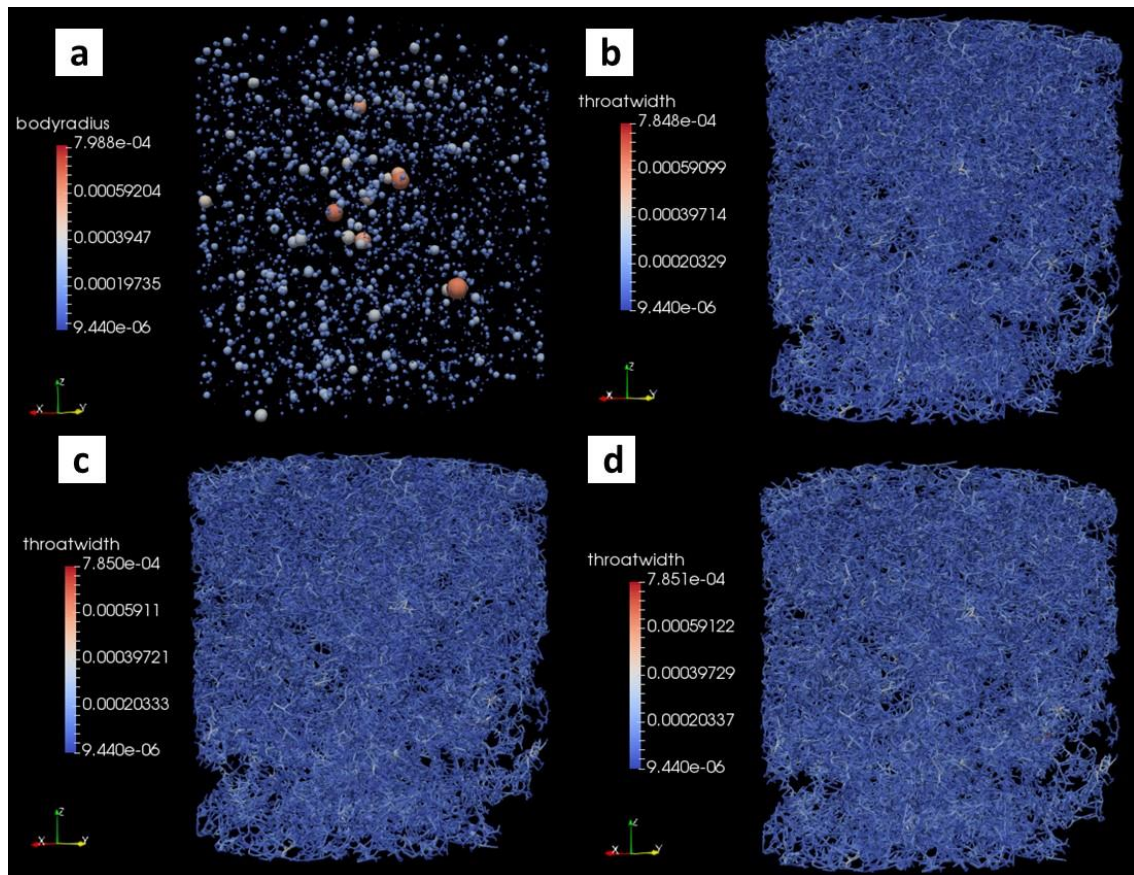 a
bodyradius
7.988e-04
0.00059204
0.0003947
0.00019735
9.440e-06
Z
X
Y
b
throatwidth
7.848e-04
0.00059099
0.00039714
0.00020329
9.440e-06
Z
X
Y
c
throatwidth
7.850e-04
0.0005911
0.00039721
0.00020333
9.440e-06
Z
X
Y
d
throatwidth
7.851e-04
0.00059122
0.00039729
0.00020337
9.440e-06
Z
X
Y